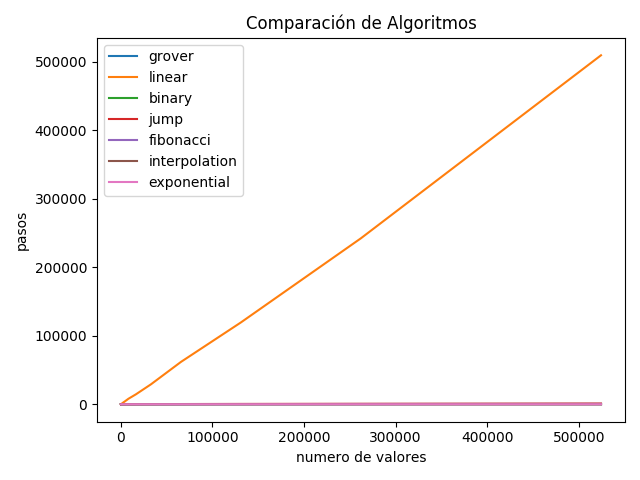 Comparación de Algoritmos
grover
linear
binary
jump
fibonacci
interpolation
exponential
pasos
500000
400000
300000
200000
100000
0
0 100000 200000 300000 400000 500000
numero de valores